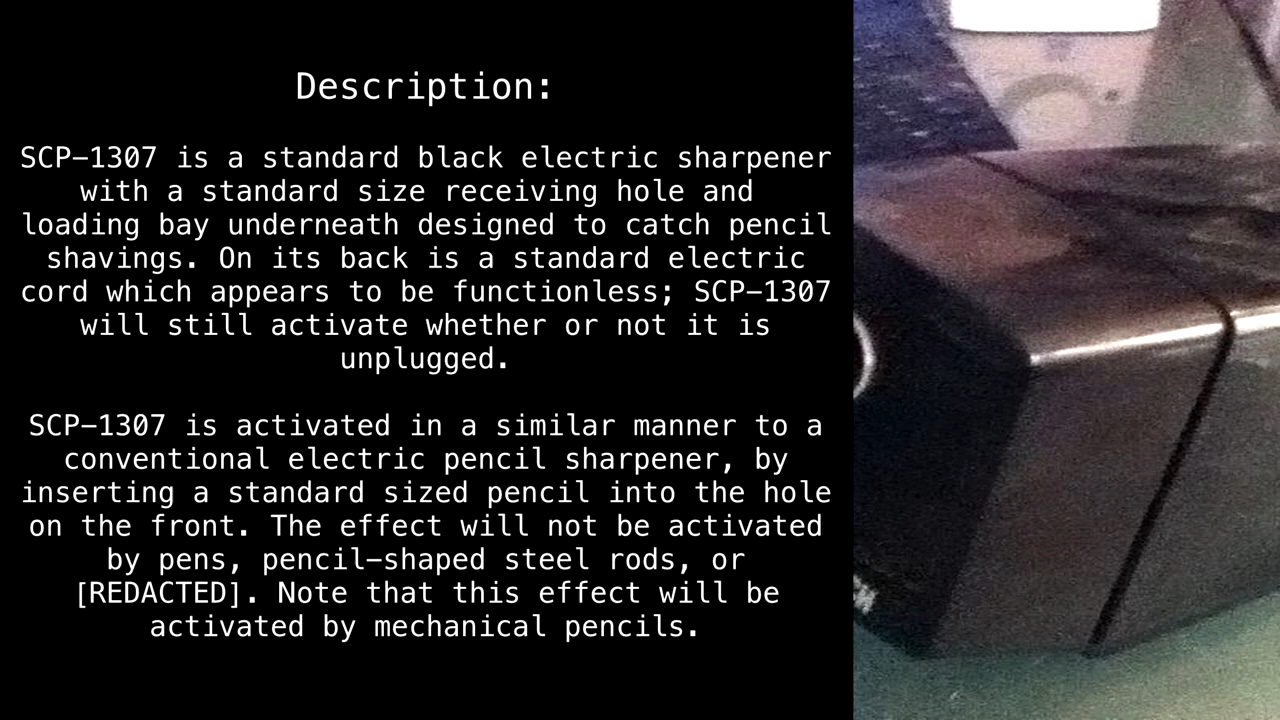 Description:
SCP-1307 is a standard black electric sharpener
with a standard size receiving hole and
loading bay underneath designed to catch pencil
shavings. On its back is a standard electric
cord which appears to be functionless; SCP-1307
will still activate whether or not it is
unplugged.
SCP-1307 is activated in a similar manner to a
conventional electric pencil sharpener, by
inserting a standard sized pencil into the hole
on the front. The effect will not be activated
by pens, pencil-shaped steel rods, or
[REDACTED]. Note that this effect will be
activated by mechanical pencils.